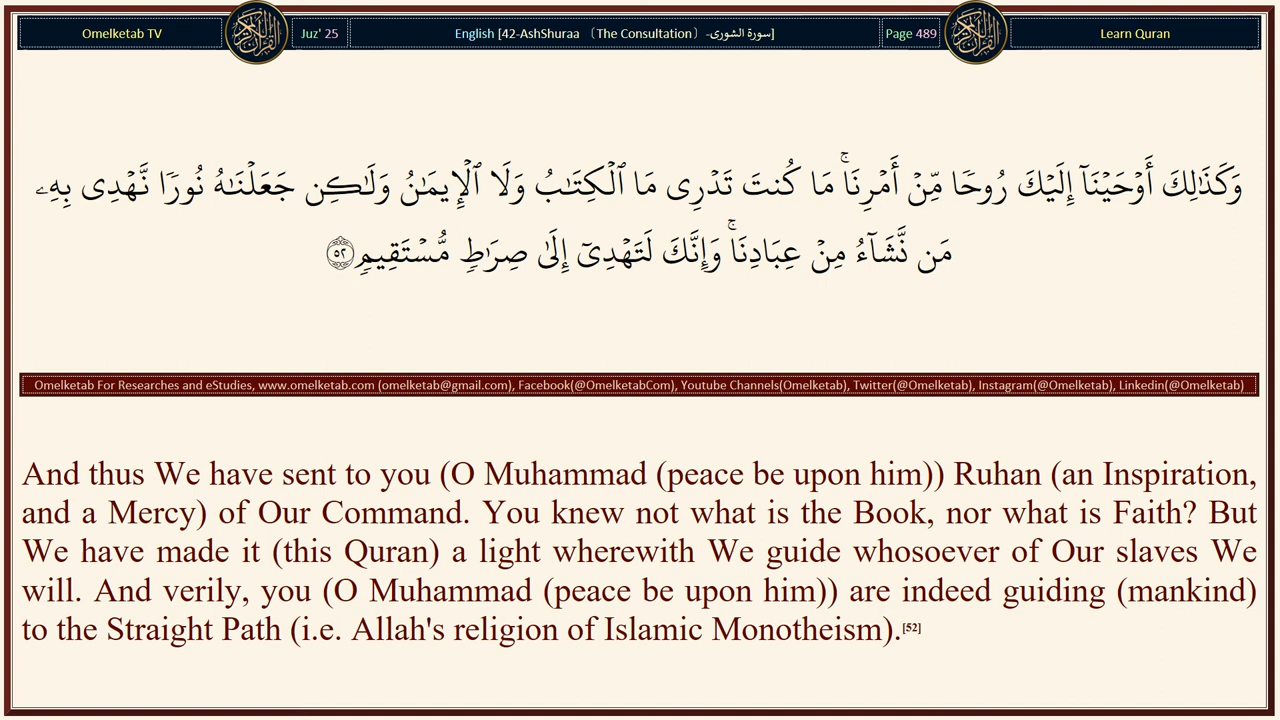 Omelketab TV
Juz' 25
English [42-AshShuraa （The Consultation）-سورة الشورى]
Page 489
Learn Quran
وَكَذَٰلِكَ أَوۡحَيۡنَآ إِلَيۡكَ رُوحٗا مِّنۡ أَمۡرِنَاۚ مَا كُنتَ تَدۡرِي مَا ٱلۡكِتَٰبُ وَلَا ٱلۡإِيمَٰنُ وَلَٰكِن جَعَلۡنَٰهُ نُورٗا نَّهۡدِي بِهِۦ
مَن نَّشَآءُ مِنۡ عِبَادِنَاۚ وَإِنَّكَ لَتَهۡدِيٓ إِلَىٰ صِرَٰطٖ مُّسۡتَقِيمٖ ٥٢
Omelketab For Researches and eStudies, www.omelketab.com (omelketab@gmail.com), Facebook(@OmelketabCom), Youtube Channels(Omelketab), Twitter(@Omelketab), Instagram(@Omelketab), Linkedin(@Omelketab)
And thus We have sent to you (O Muhammad (peace be upon him)) Ruhan (an Inspiration,
and a Mercy) of Our Command. You knew not what is the Book, nor what is Faith? But
We have made it (this Quran) a light wherewith We guide whosoever of Our slaves We
will. And verily, you (O Muhammad (peace be upon him)) are indeed guiding (mankind)
to the Straight Path (i.e. Allah's religion of Islamic Monotheism).[52]